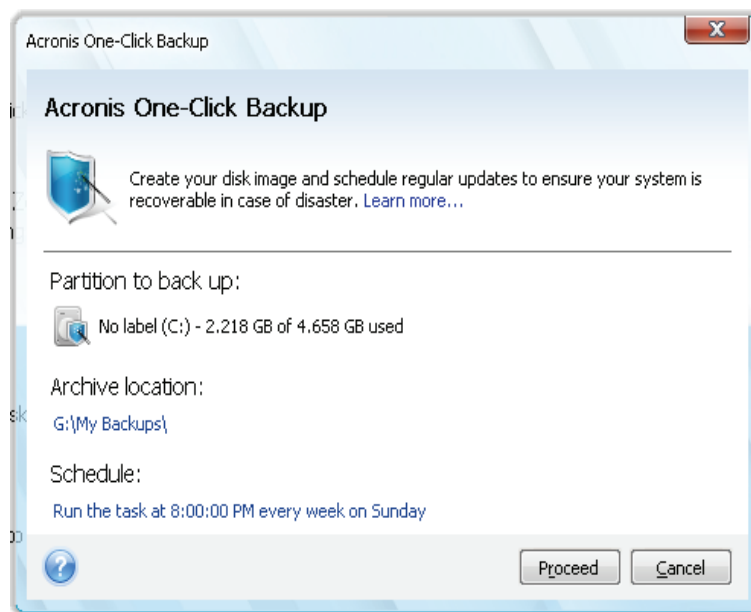 Acronis One-Click Backup
Acronis One-Click Backup
Create your disk image and schedule regular updates to ensure your system is
recoverable in case of disaster. Learn more...
Partition to back up:
No label (C:) - 2.218 GB of 4.658 GB used
Archive location:
G:\My Backups\
Schedule:
Run the task at 8:00:00 PM every week on Sunday
Proceed Cancel